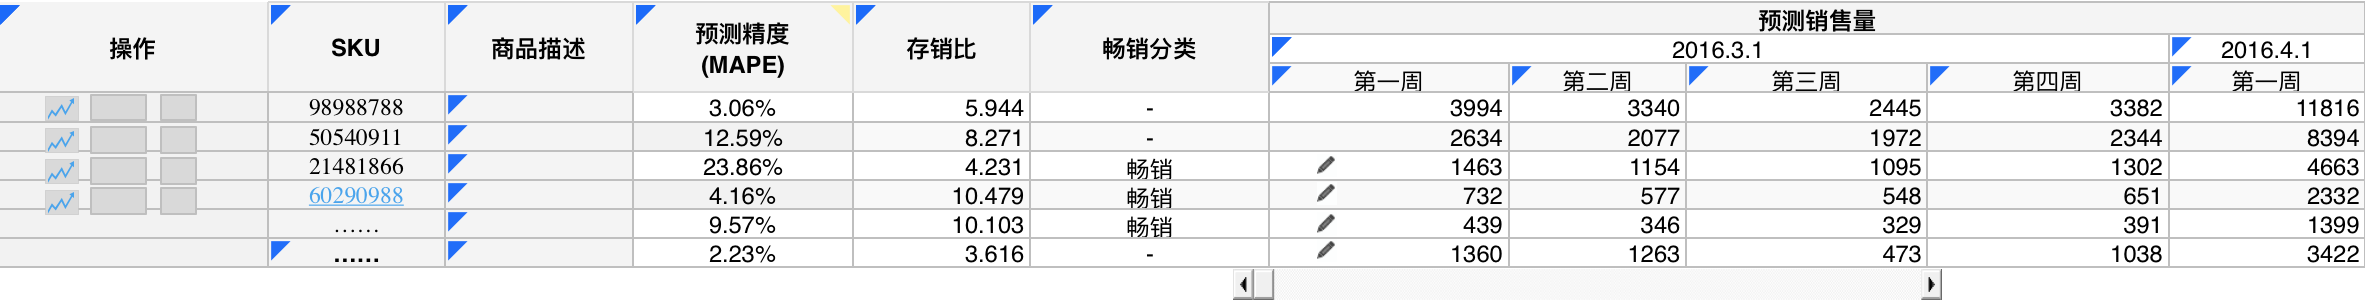 操作 SKU 商品描述 预测精度 (MAPE) 存销比 畅销分类 预测销售量
2016.3.1 2016.4.1
第一周 第二周 第三周 第四周 第一周
98988788 3.06% 5.944 - 3994 3340 2445 3382 11816
50540911 12.59% 8.271 - 2634 2077 1972 2344 8394
21481866 23.86% 4.231 畅销 1463 1154 1095 1302 4663
60290988 4.16% 10.479 畅销 732 577 548 651 2332
…… 9.57% 10.103 畅销 439 346 329 391 1399
…… 2.23% 3.616 - 1360 1263 473 1038 3422